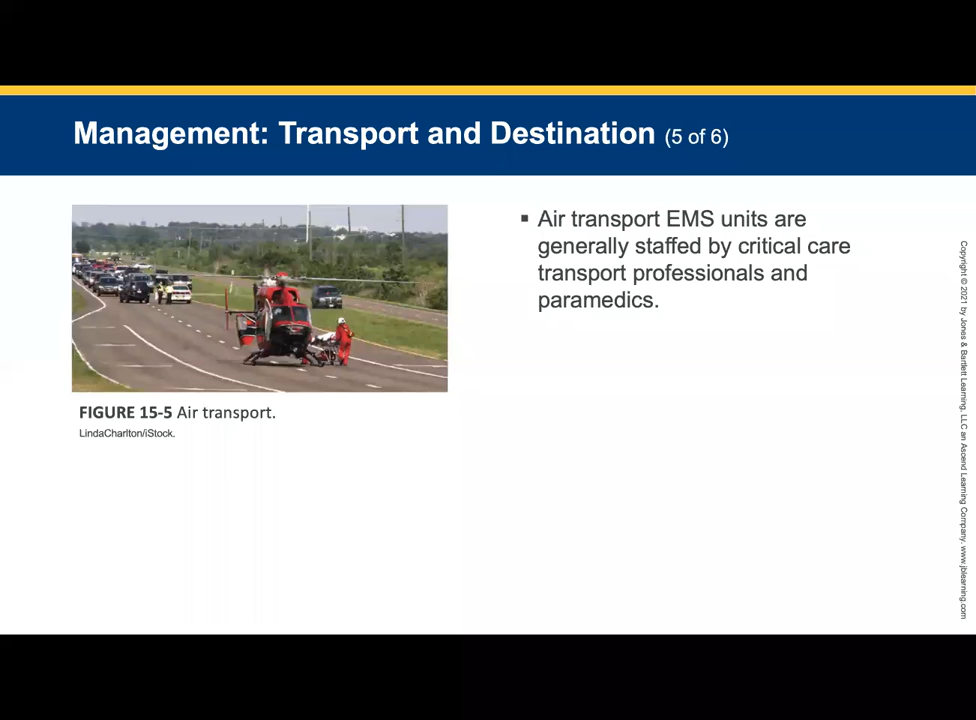 Management: Transport and Destination (5 of 6)
▪ Air transport EMS units are
generally staffed by critical care
transport professionals and
paramedics.
FIGURE 15-5 Air transport.
LindaCharlton/iStock.
Copyright © 2021 by Jones & Bartlett Learning, LLC an Ascend Learning Company. www.jblearning.com